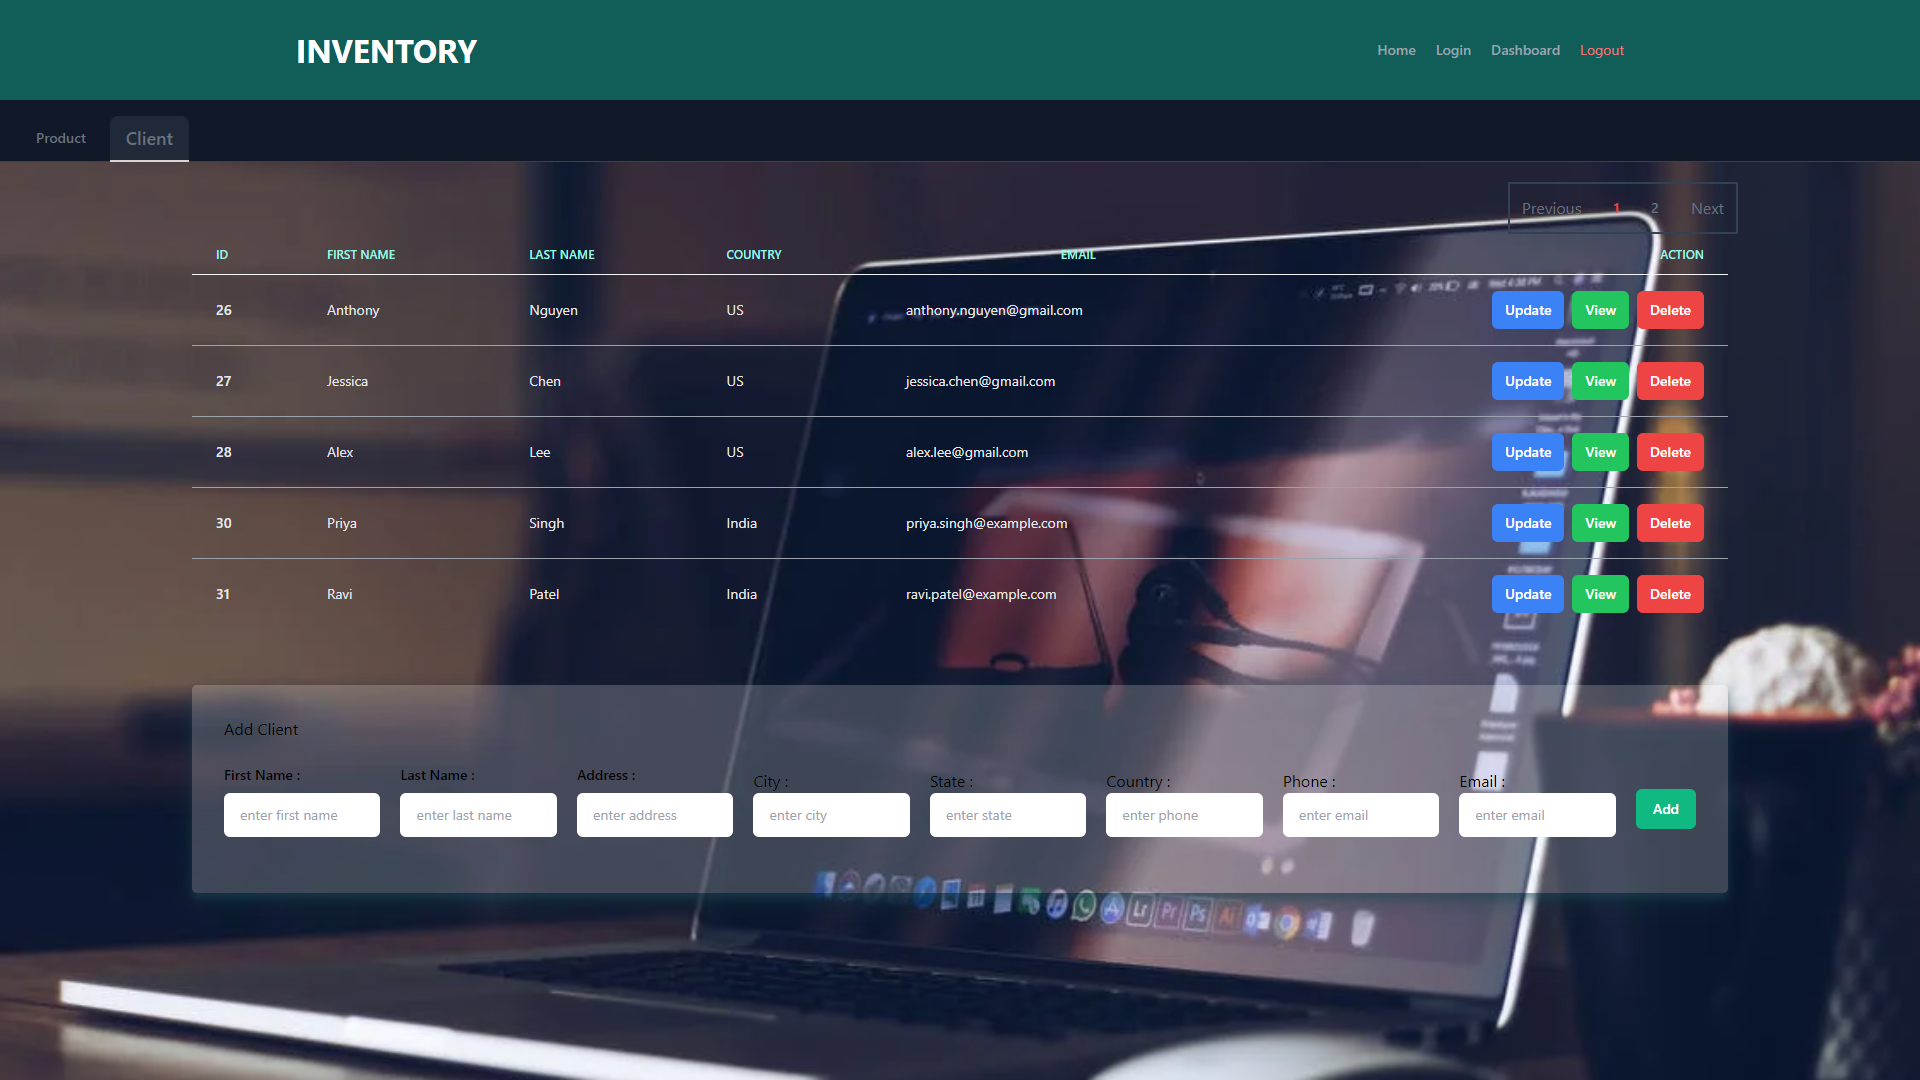 INVENTORY
Home Login Dashboard Logout
Product Client
Previous 1 2 Next
ID FIRST NAME LAST NAME COUNTRY EMAIL ACTION
26 Anthony Nguyen US anthony.nguyen@gmail.com Update View Delete
27 Jessica Chen US jessica.chen@gmail.com Update View Delete
28 Alex Lee US alex.lee@gmail.com Update View Delete
30 Priya Singh India priya.singh@example.com Update View Delete
31 Ravi Patel India ravi.patel@example.com Update View Delete
Add Client
First Name : Last Name : Address : City : State : Country : Phone : Email :
enter first name enter last name enter address enter city enter state enter phone enter email enter email Add
Lr Pr Ps Ai